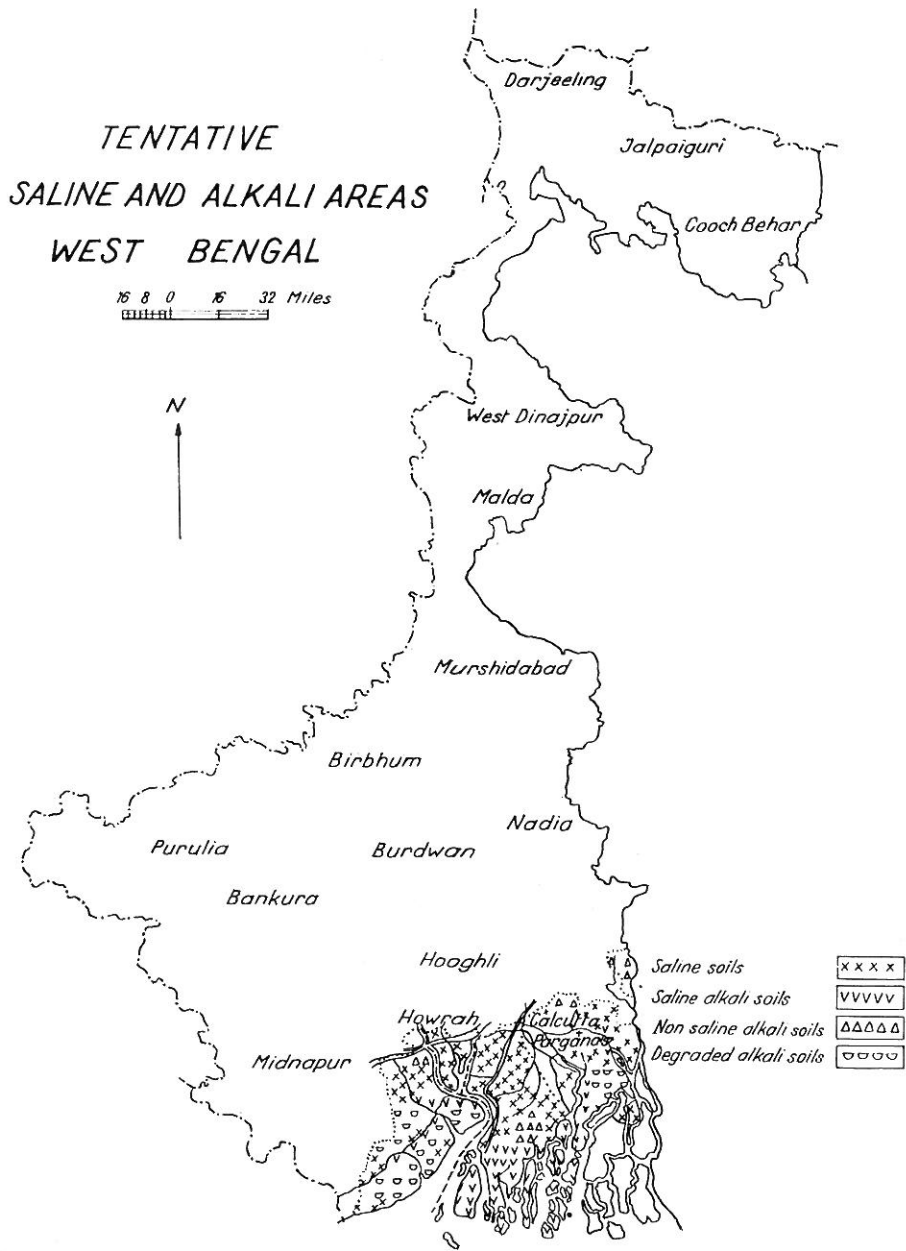 TENTATIVE
SALINE AND ALKALI AREAS
WEST BENGAL
16 8 0 16 32 Miles
N
Darjeeling
Jalpaiguri
Cooch Behar
West Dinajpur
Malda
Murshidabad
Birbhum
Nadia
Purulia
Burdwan
Bankura
Hooghli
Howrah
Calcutta
Parganas
Midnapur
Saline soils
Saline alkali soils
Non saline alkali soils
Degraded alkali soils